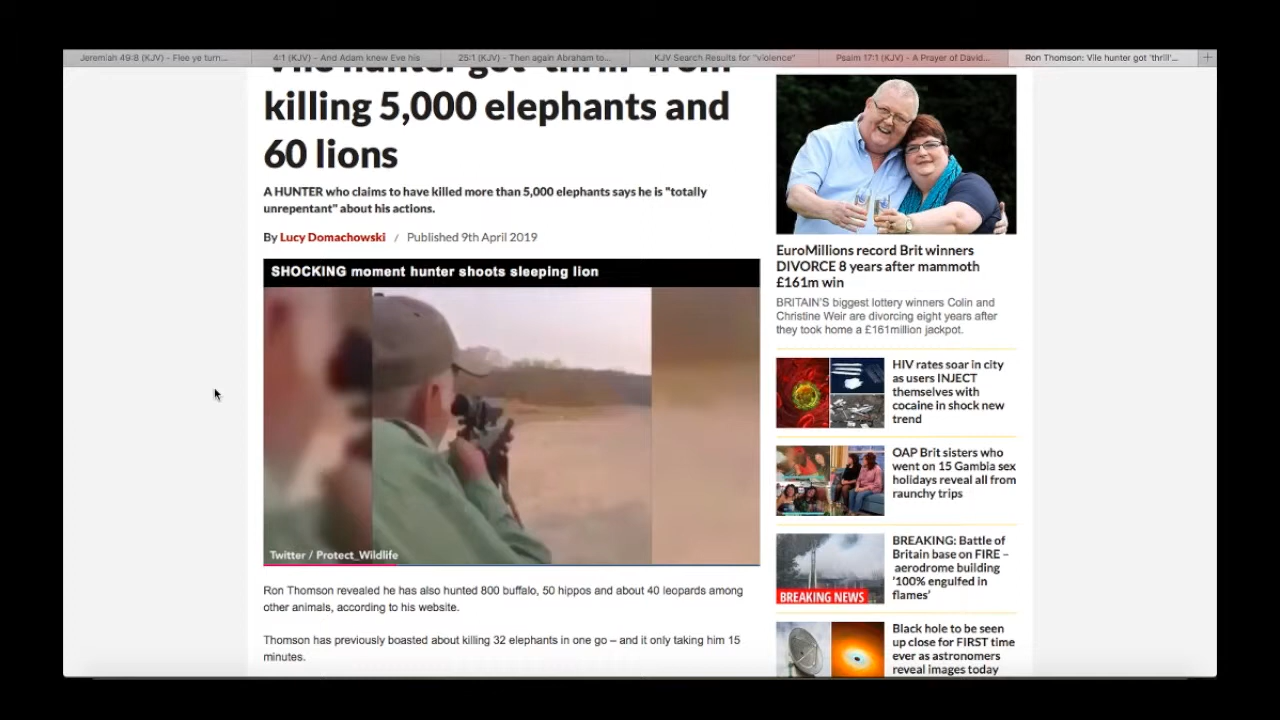 Jeremiah 49:8 (KJV) - Flee ye turn...
4:1 (KJV) - And Adam knew Eve his
25:1 (KJV) - Then again Abraham to...
KJV Search Results for "violence"
Psalm 17:1 (KJV) - A Prayer of David...
Ron Thomson: Vile hunter got 'thrill'...
Vile hunter got 'thrill' from
killing 5,000 elephants and
60 lions
A HUNTER who claims to have killed more than 5,000 elephants says he is "totally
unrepentant" about his actions.
By Lucy Domachowski / Published 9th April 2019
SHOCKING moment hunter shoots sleeping lion
Twitter / Protect_Wildlife
Ron Thomson revealed he has also hunted 800 buffalo, 50 hippos and about 40 leopards among
other animals, according to his website.
Thomson has previously boasted about killing 32 elephants in one go – and it only taking him 15
minutes.
EuroMillions record Brit winners
DIVORCE 8 years after mammoth
£161m win
BRITAIN'S biggest lottery winners Colin and
Christine Weir are divorcing eight years after
they took home a £161million jackpot.
HIV rates soar in city
as users INJECT
themselves with
cocaine in shock new
trend
OAP Brit sisters who
went on 15 Gambia sex
holidays reveal all from
raunchy trips
BREAKING: Battle of
Britain base on FIRE –
aerodrome building
'100% engulfed in
flames'
BREAKING NEWS
Black hole to be seen
up close for FIRST time
ever as astronomers
reveal images today